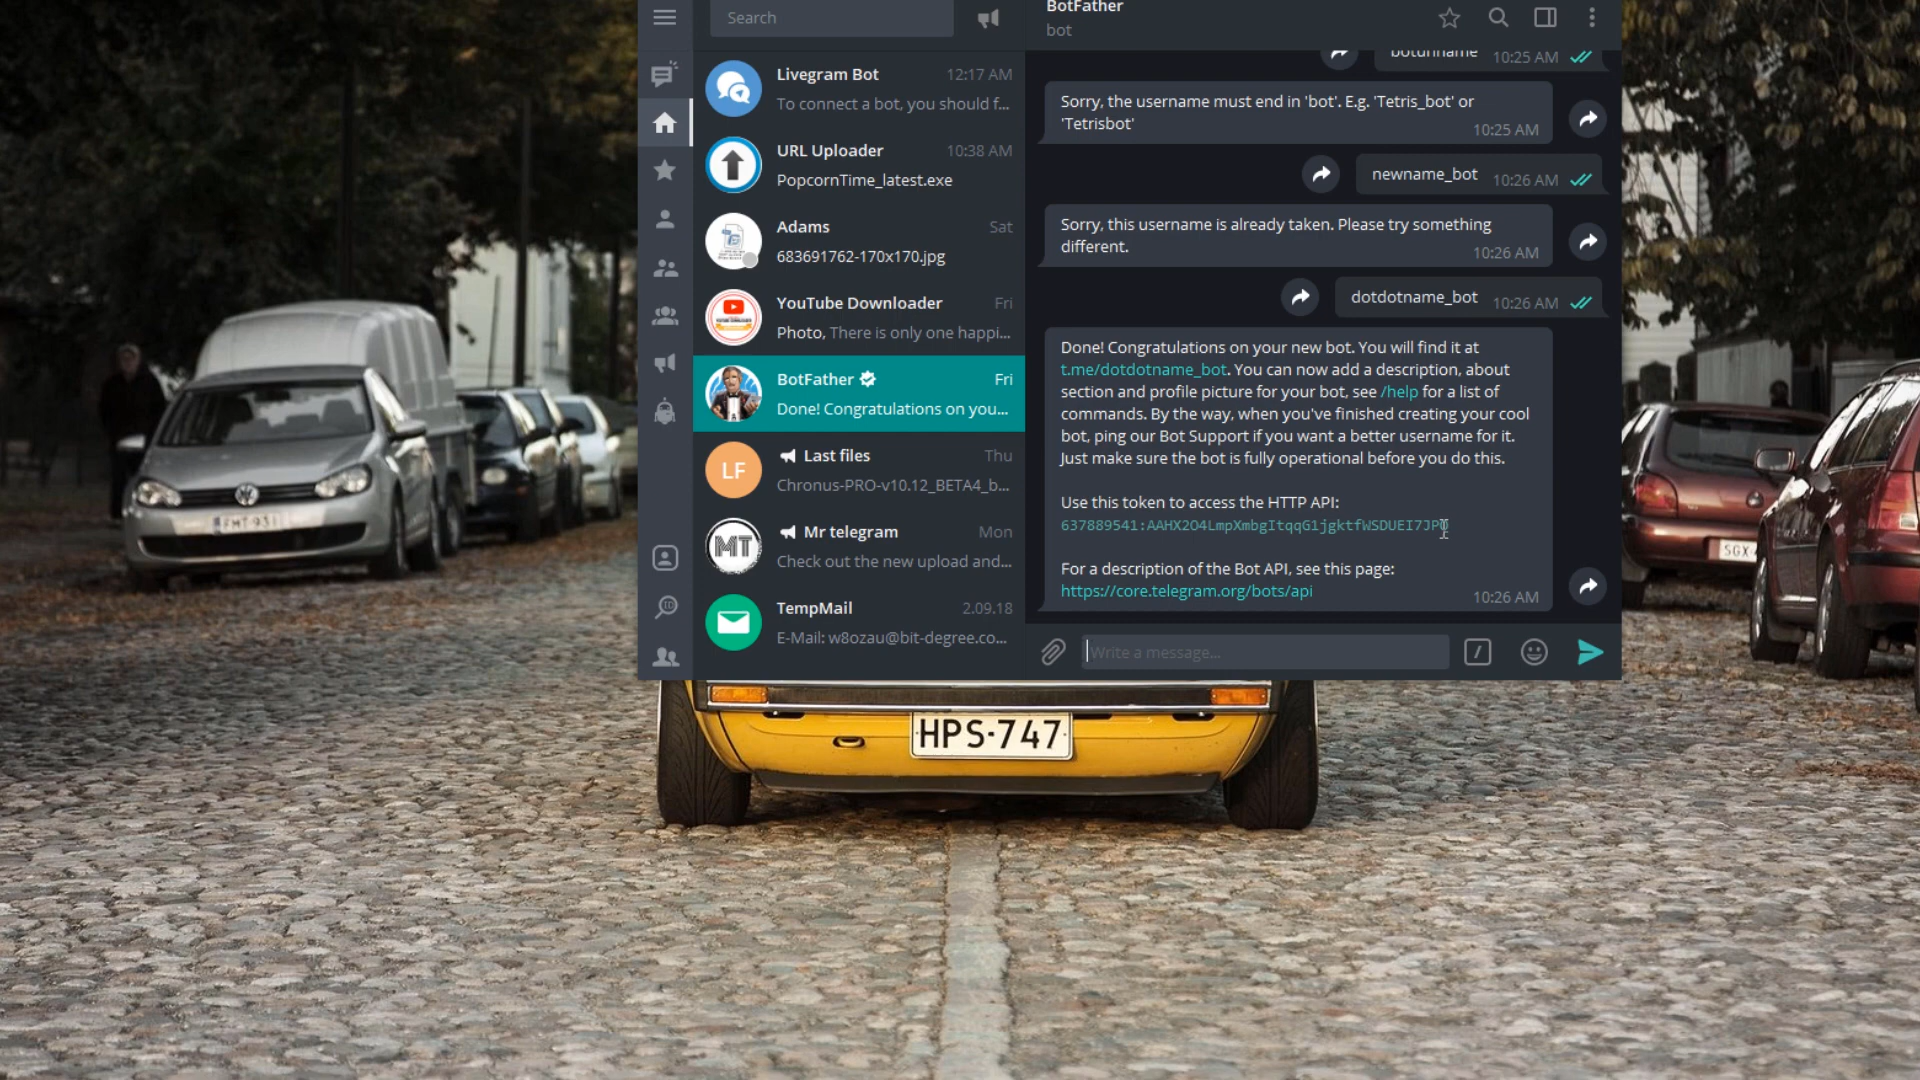 Search
Livegram Bot 12:17 AM
To connect a bot, you should f...
URL Uploader 10:38 AM
PopcornTime_latest.exe
Adams Sat
683691762-170x170.jpg
YouTube Downloader Fri
Photo, There is only one happi...
BotFather Fri
Done! Congratulations on you...
LF
Last files Thu
Chronus-PRO-v10.12_BETA4_b...
MT
Mr telegram Mon
Check out the new upload and...
TempMail 2.09.18
E-Mail: w8ozau@bit-degree.co...
BotFather
bot
10:25 AM
Sorry, the username must end in 'bot'. E.g. 'Tetris_bot' or
'Tetrisbot'
10:25 AM
newname_bot 10:26 AM
Sorry, this username is already taken. Please try something
different.
10:26 AM
dotdotname_bot 10:26 AM
Done! Congratulations on your new bot. You will find it at
t.me/dotdotname_bot. You can now add a description, about
section and profile picture for your bot, see /help for a list of
commands. By the way, when you've finished creating your cool
bot, ping our Bot Support if you want a better username for it.
Just make sure the bot is fully operational before you do this.
Use this token to access the HTTP API:
For a description of the Bot API, see this page:
https://core.telegram.org/bots/api
10:26 AM
Write a message...
HPS-747